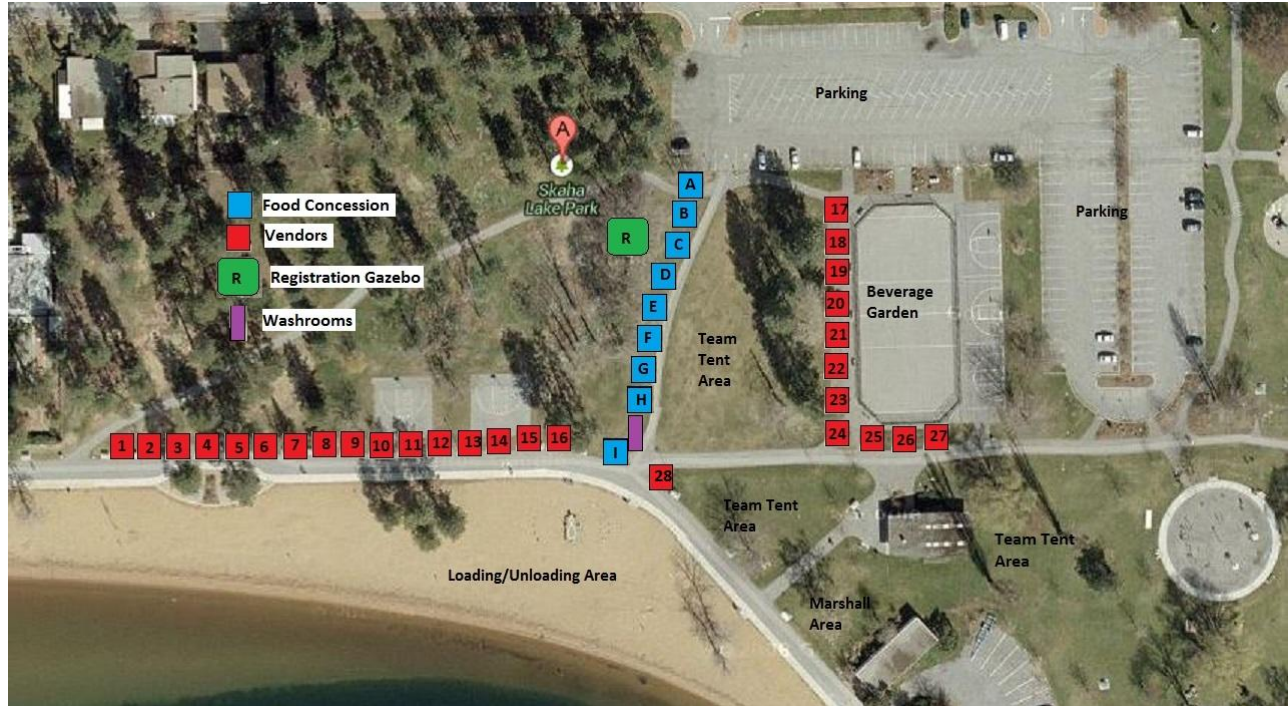 Parking
A
Skaha
Lake Park
A
B
C
D
E
F
G
H
I
R
Food Concession
Vendors
R
Registration Gazebo
Washrooms
Parking
17
18
19
20
21
22
23
24
25
26
27
28
Beverage
Garden
Team
Tent
Area
1
2
3
4
5
6
7
8
9
10
11
12
13
14
15
16
Team Tent
Area
Team Tent
Area
Loading/Unloading Area
Marshall
Area